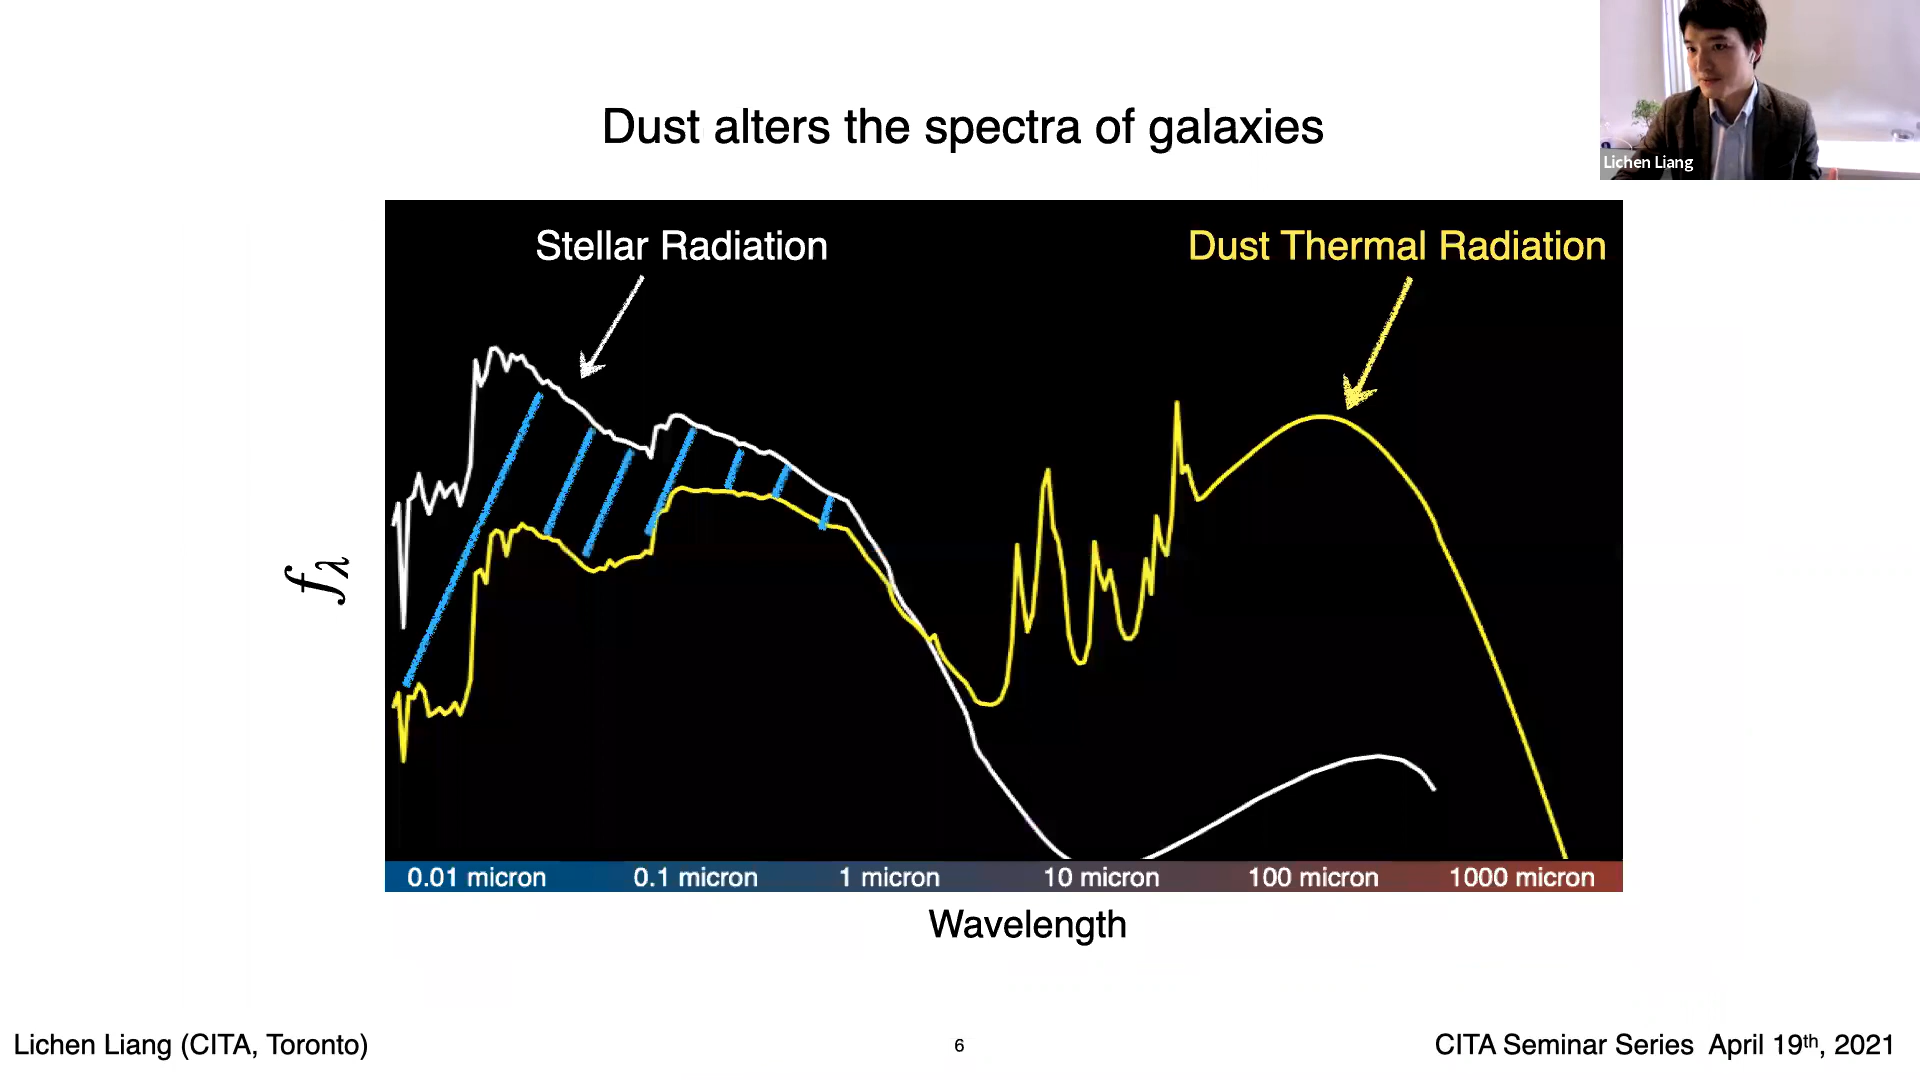 Dust alters the spectra of galaxies
Lichen Liang
Stellar Radiation
Dust Thermal Radiation
fλ
0.01 micron 0.1 micron 1 micron 10 micron 100 micron 1000 micron
Wavelength
Lichen Liang (CITA, Toronto) 6 CITA Seminar Series April 19th, 2021